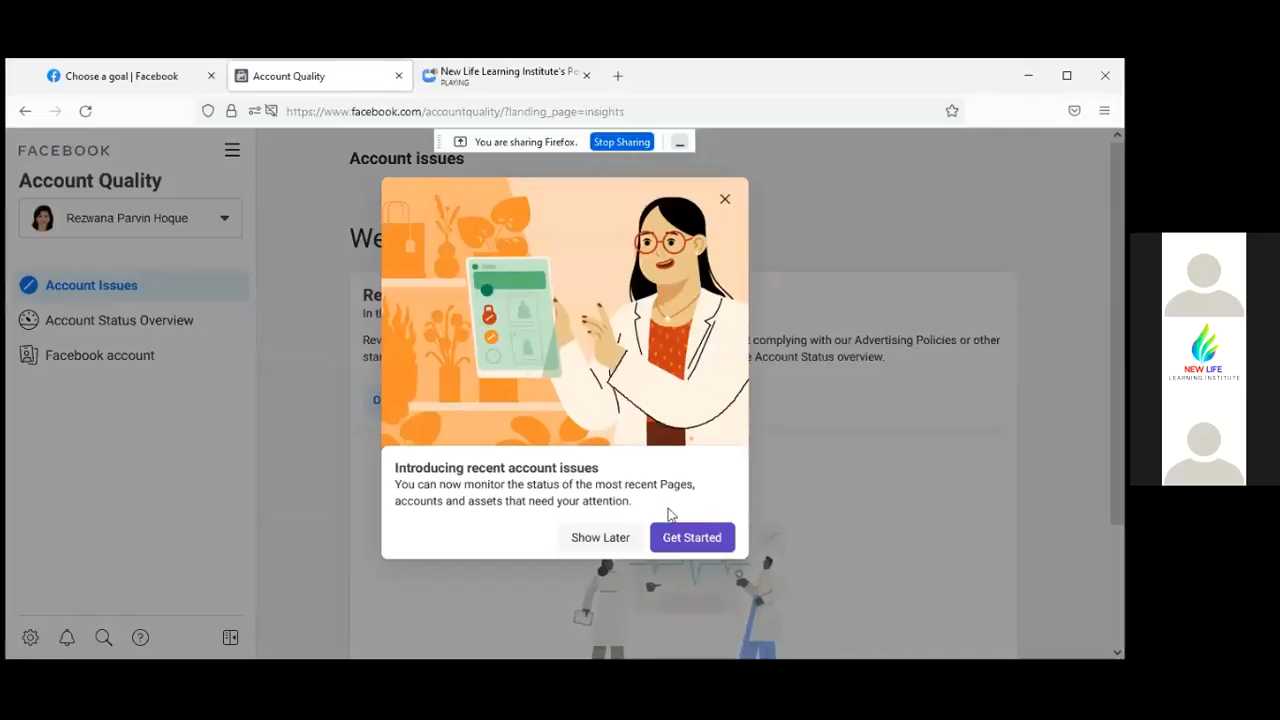 Choose a goal | Facebook
Account Quality
New Life Learning Institute's Pe
PLAYING
https://www.facebook.com/accountquality/?landing_page=insights
You are sharing Firefox.
Stop Sharing
FACEBOOK
Account Quality
Rezwana Parvin Hoque
Account Issues
Account Status Overview
Facebook account
Account issues
We
Re
In th
Rev
complying with our Advertising Policies or other
star
e Account Status overview.
O
Introducing recent account issues
You can now monitor the status of the most recent Pages,
accounts and assets that need your attention.
Show Later
Get Started
NEW LIFE
LEARNING INSTITUTE